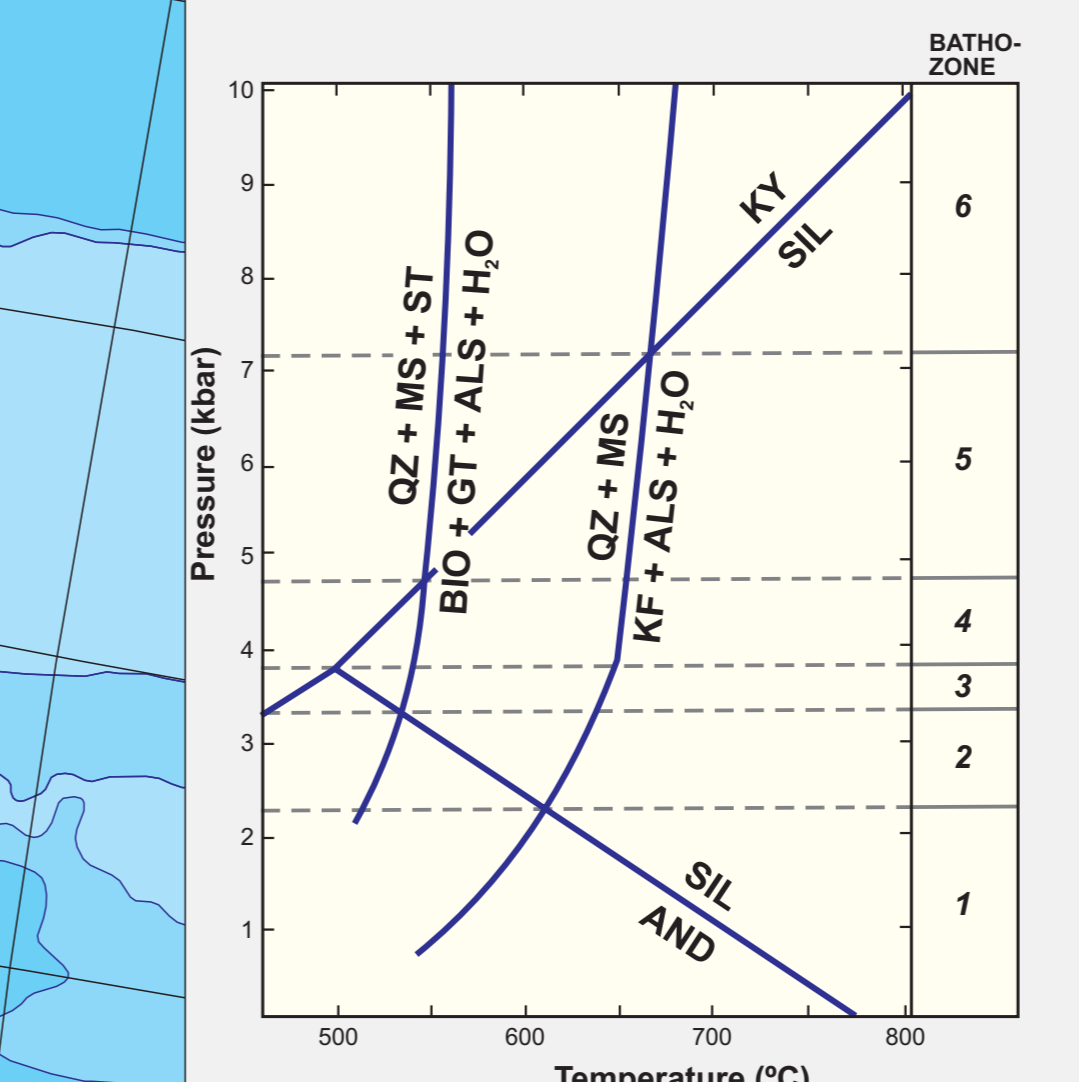 BATHO-
ZONE
10
9
8
7
6
5
4
3
2
1
Pressure (kbar)
QZ + MS + ST
BIO + GT + ALS + H₂O
QZ + MS
KF + ALS + H₂O
KY
SIL
SIL
AND
6
5
4
3
2
1
500
600
700
800
Temperature (ºC)